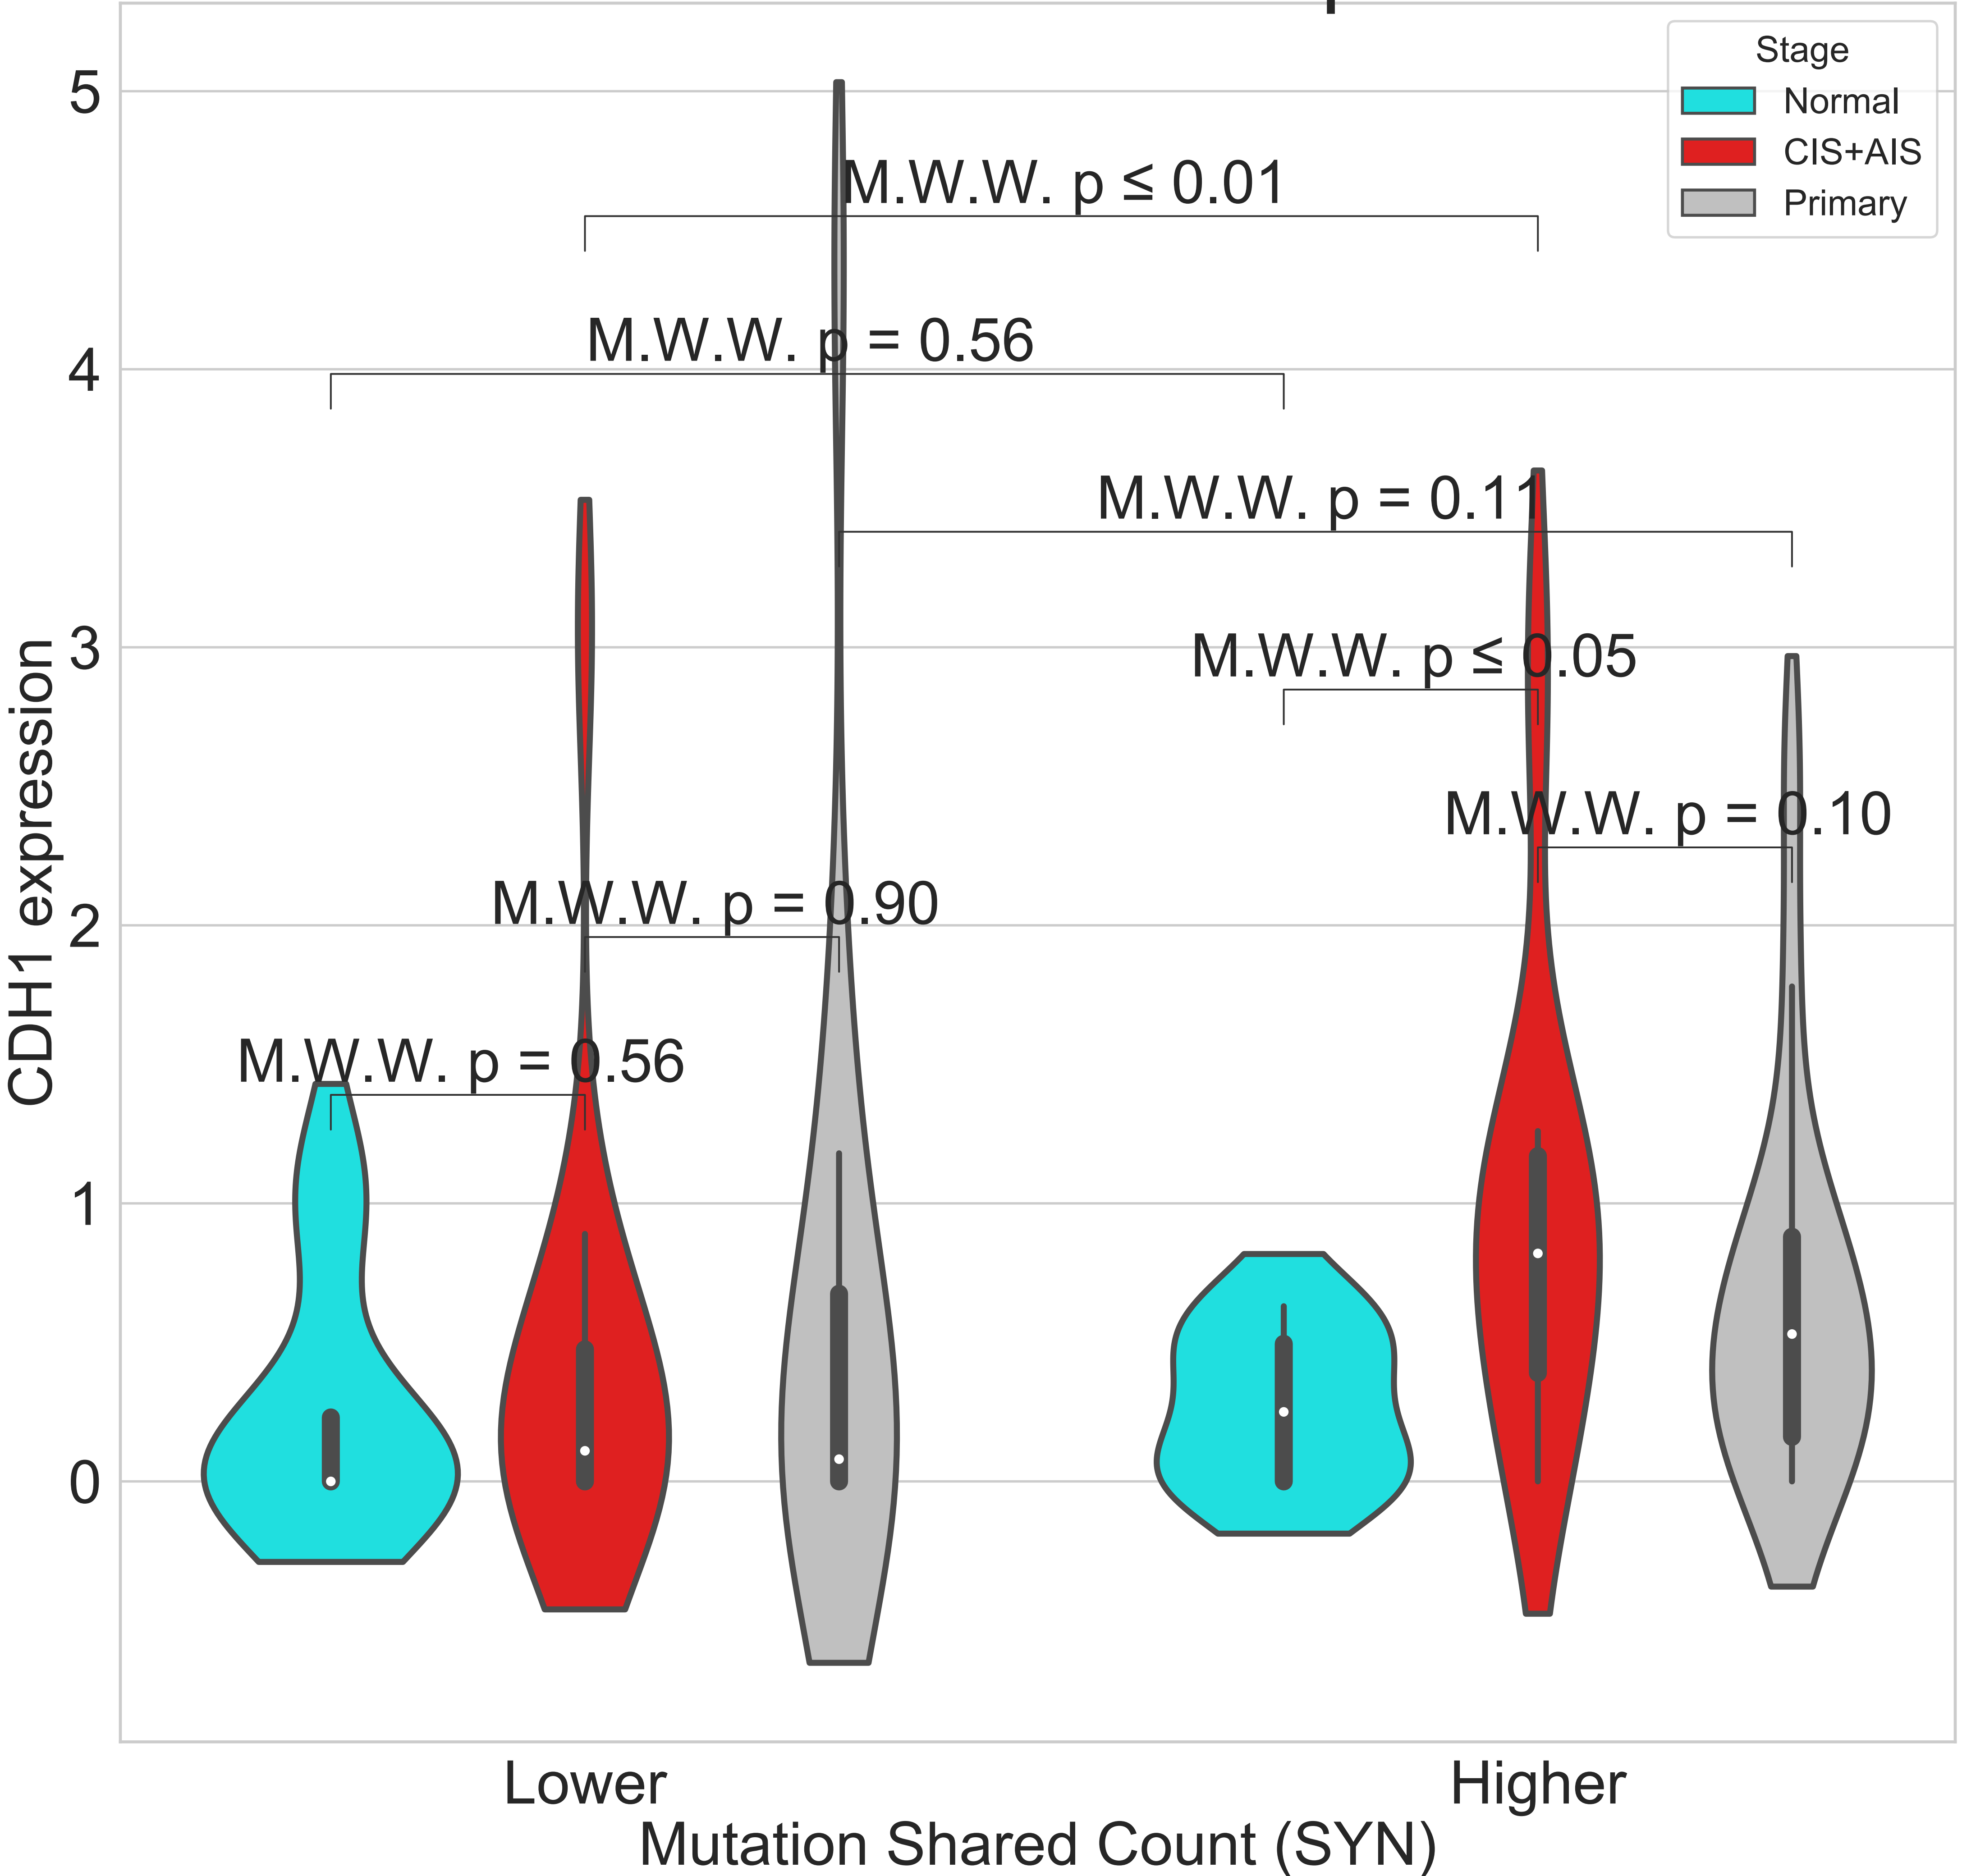 Stage
Normal
CIS+AIS
Primary
5
4
3
2
1
0
CDH1 expression
M.W.W. p ≤ 0.01
M.W.W. p = 0.56
M.W.W. p = 0.11
M.W.W. p ≤ 0.05
M.W.W. p = 0.10
M.W.W. p = 0.90
M.W.W. p = 0.56
Lower
Higher
Mutation Shared Count (SYN)